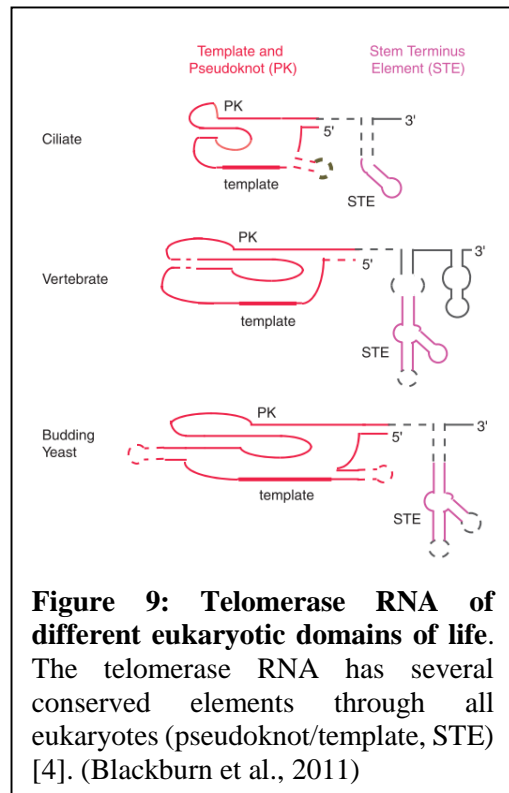 Template and
Pseudoknot (PK)
Stem Terminus
Element (STE)
PK
3'
5'
Ciliate
template
STE
PK
3'
5'
Vertebrate
template
STE
PK
3'
5'
Budding
Yeast
template
STE
Figure 9: Telomerase RNA of
different eukaryotic domains of life.
The telomerase RNA has several
conserved elements through all
eukaryotes (pseudoknot/template, STE)
[4]. (Blackburn et al., 2011)